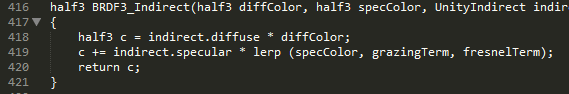 416 half3 BRDF3_Indirect(half3 diffColor, half3 specColor, UnityIndirect indir
417 {
418 half3 c = indirect.diffuse * diffColor;
419 c += indirect.specular * lerp (specColor, grazingTerm, fresnelTerm);
420 return c;
421 }